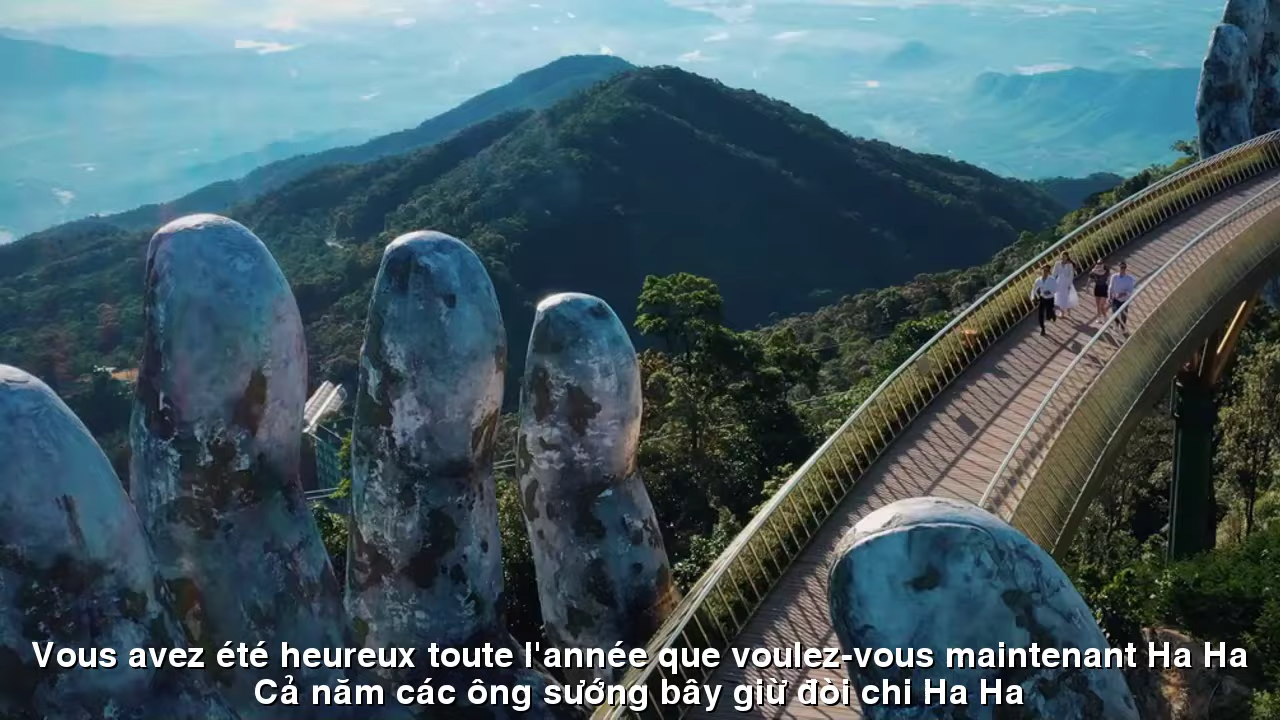 Vous avez été heureux toute l'année que voulez-vous maintenant Ha Ha
Cả năm các ông sướng bây giừ đòi chi Ha Ha